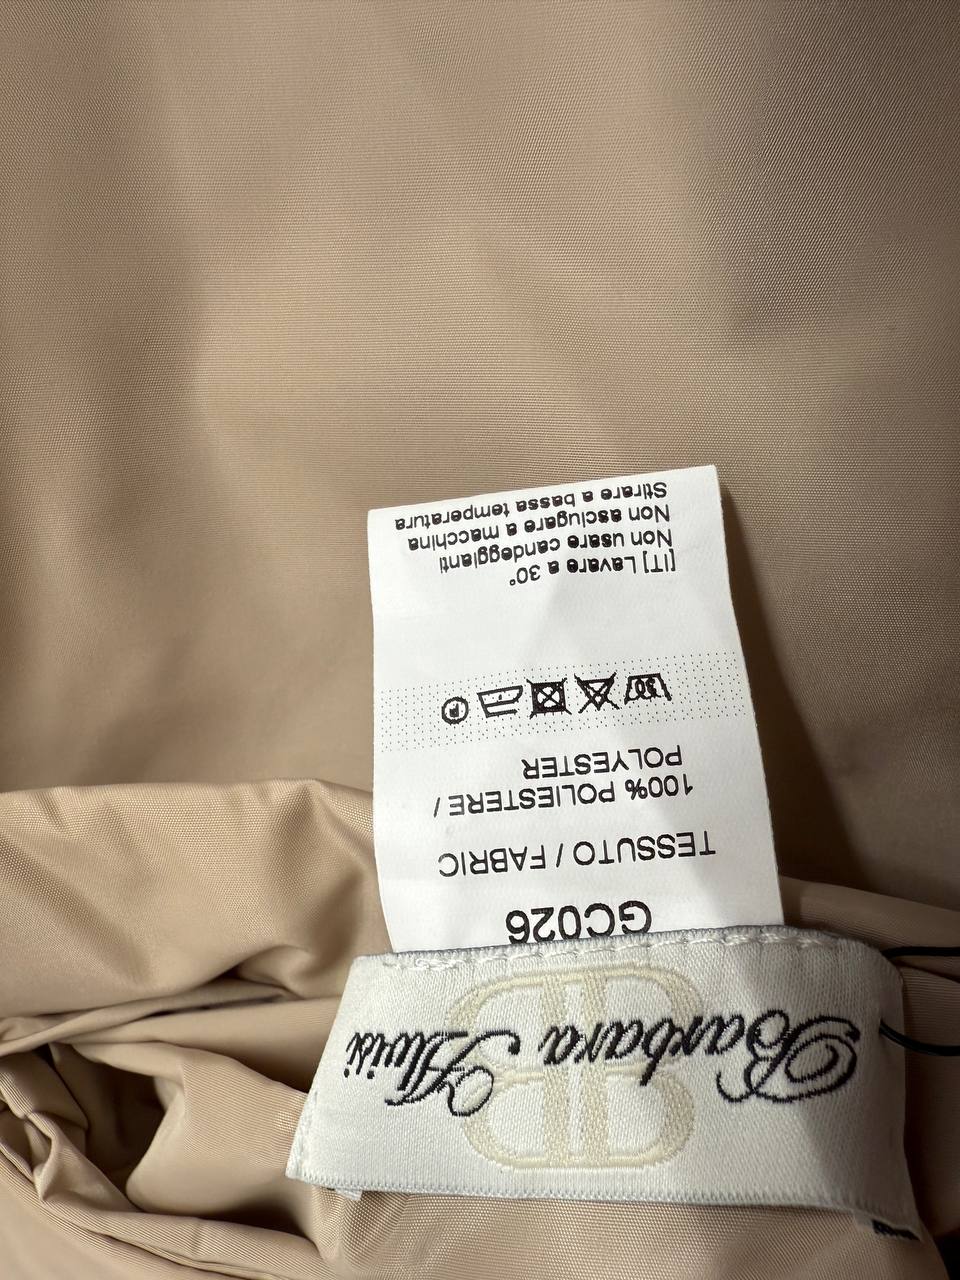 Barbara Alvisi
GC026
TESSUTO / FABRIC
100% POLIESTERE /
POLYESTER
30° P
[IT] Lavare a 30°
Non usare candeggianti
Non asciugare a macchina
Stirare a bassa temperatura